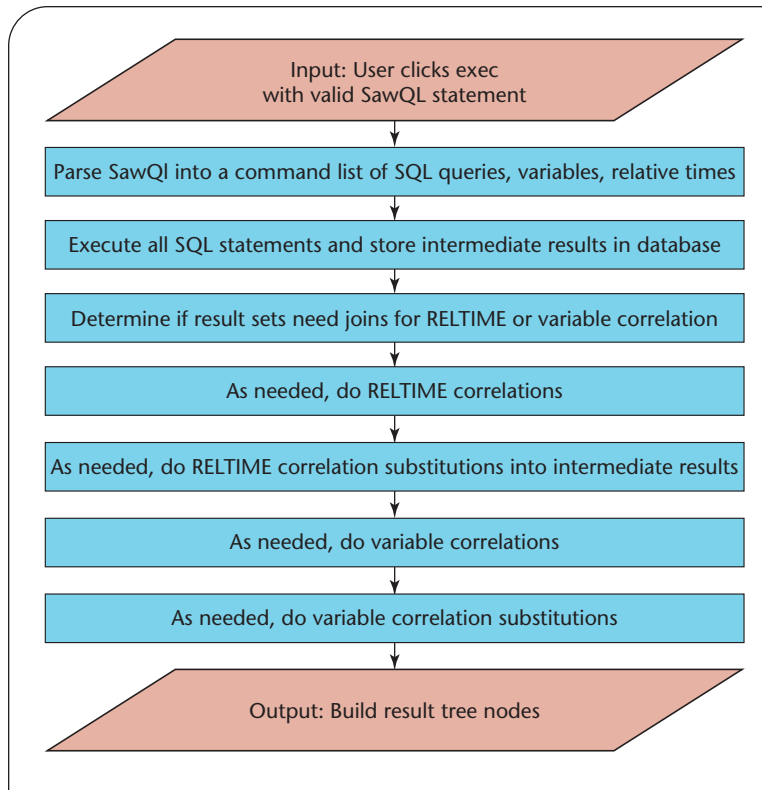 Input: User clicks exec
with valid SawQL statement
Parse SawQl into a command list of SQL queries, variables, relative times
Execute all SQL statements and store intermediate results in database
Determine if result sets need joins for RELTIME or variable correlation
As needed, do RELTIME correlations
As needed, do RELTIME correlation substitutions into intermediate results
As needed, do variable correlations
As needed, do variable correlation substitutions
Output: Build result tree nodes